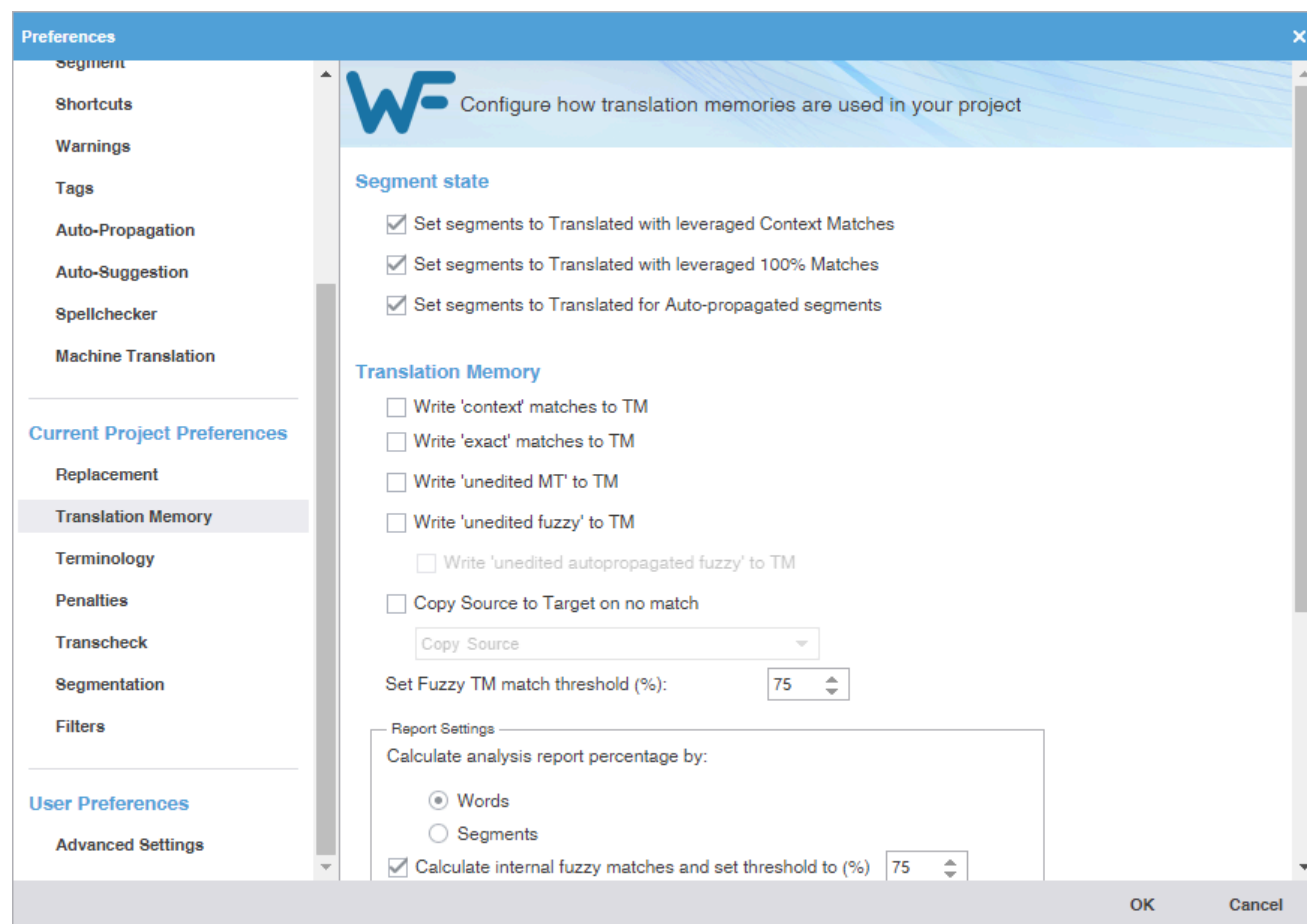 Preferences
Segment
Shortcuts
Warnings
Tags
Auto-Propagation
Auto-Suggestion
Spellchecker
Machine Translation
Current Project Preferences
Replacement
Translation Memory
Terminology
Penalties
Transcheck
Segmentation
Filters
User Preferences
Advanced Settings
WF Configure how translation memories are used in your project
Segment state
Set segments to Translated with leveraged Context Matches
Set segments to Translated with leveraged 100% Matches
Set segments to Translated for Auto-propagated segments
Translation Memory
Write 'context' matches to TM
Write 'exact' matches to TM
Write 'unedited MT' to TM
Write 'unedited fuzzy' to TM
Write 'unedited autopropagated fuzzy' to TM
Copy Source to Target on no match
Copy Source
Set Fuzzy TM match threshold (%): 75
Report Settings
Calculate analysis report percentage by:
Words
Segments
Calculate internal fuzzy matches and set threshold to (%) 75
OK Cancel